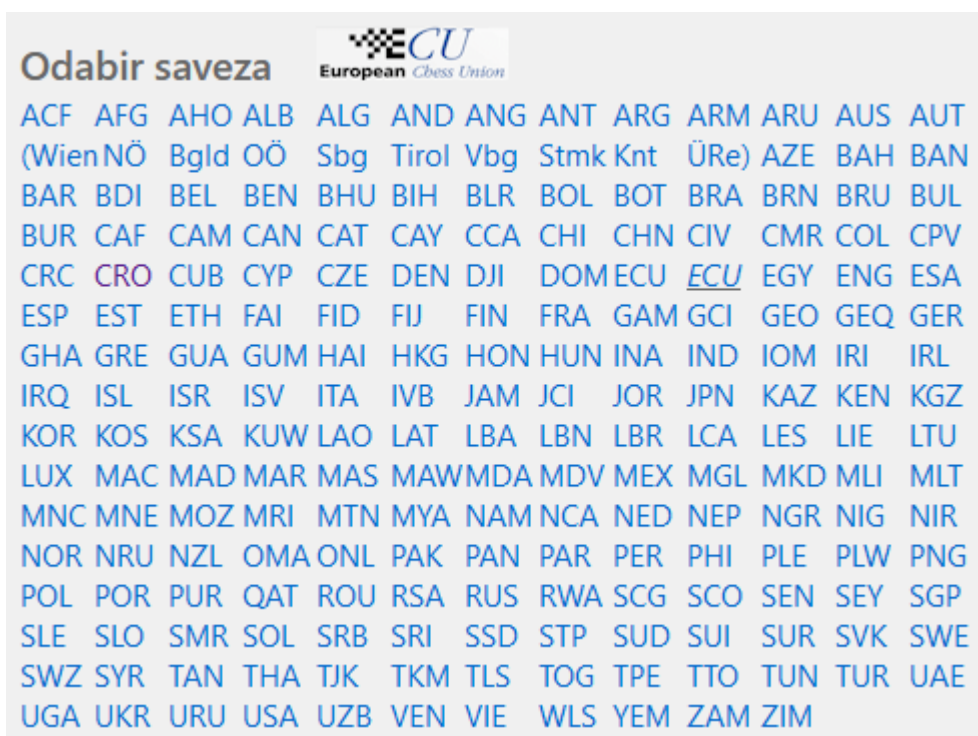 Odabir saveza ECU
European Chess Union
ACF AFG AHO ALB ALG AND ANG ANT ARG ARM ARU AUS AUT
(Wien NÖ Bgld OÖ Sbg Tirol Vbg Stmk Knt ÜRe) AZE BAH BAN
BAR BDI BEL BEN BHU BIH BLR BOL BOT BRA BRN BRU BUL
BUR CAF CAM CAN CAT CAY CCA CHI CHN CIV CMR COL CPV
CRC CRO CUB CYP CZE DEN DJI DOM ECU ECU EGY ENG ESA
ESP EST ETH FAI FID FIJ FIN FRA GAM GCI GEO GEQ GER
GHA GRE GUA GUM HAI HKG HON HUN INA IND IOM IRI IRL
IRQ ISL ISR ISV ITA IVB JAM JCI JOR JPN KAZ KEN KGZ
KOR KOS KSA KUW LAO LAT LBA LBN LBR LCA LES LIE LTU
LUX MAC MAD MAR MAS MAW MDA MDV MEX MGL MKD MLI MLT
MNC MNE MOZ MRI MTN MYA NAM NCA NED NEP NGR NIG NIR
NOR NRU NZL OMA ONL PAK PAN PAR PER PHI PLE PLW PNG
POL POR PUR QAT ROU RSA RUS RWA SCG SCO SEN SEY SGP
SLE SLO SMR SOL SRB SRI SSD STP SUD SUI SUR SVK SWE
SWZ SYR TAN THA TJK TKM TLS TOG TPE TTO TUN TUR UAE
UGA UKR URU USA UZB VEN VIE WLS YEM ZAM ZIM